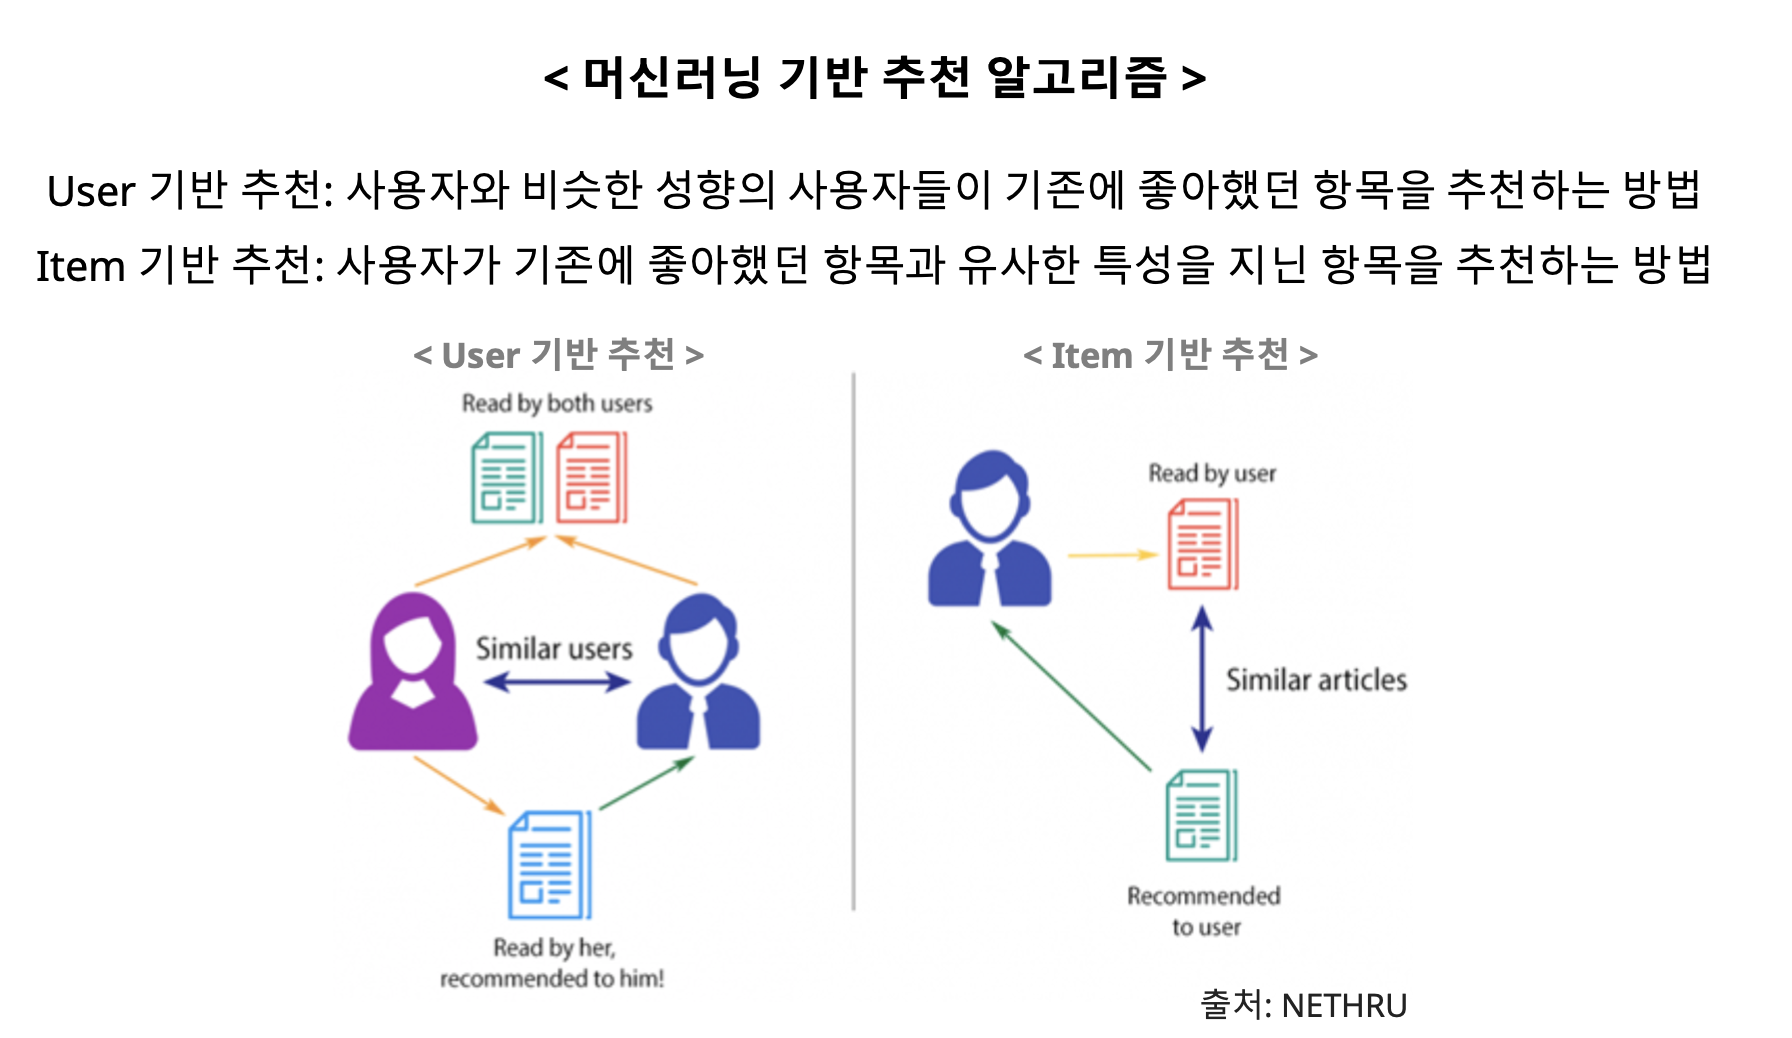 < 머신러닝 기반 추천 알고리즘 >
User 기반 추천: 사용자와 비슷한 성향의 사용자들이 기존에 좋아했던 항목을 추천하는 방법
Item 기반 추천: 사용자가 기존에 좋아했던 항목과 유사한 특성을 지닌 항목을 추천하는 방법
< User 기반 추천 >
Read by both users
Similar users
Read by her,
recommended to him!
< Item 기반 추천 >
Read by user
Similar articles
Recommended
to user
출처: NETHRU